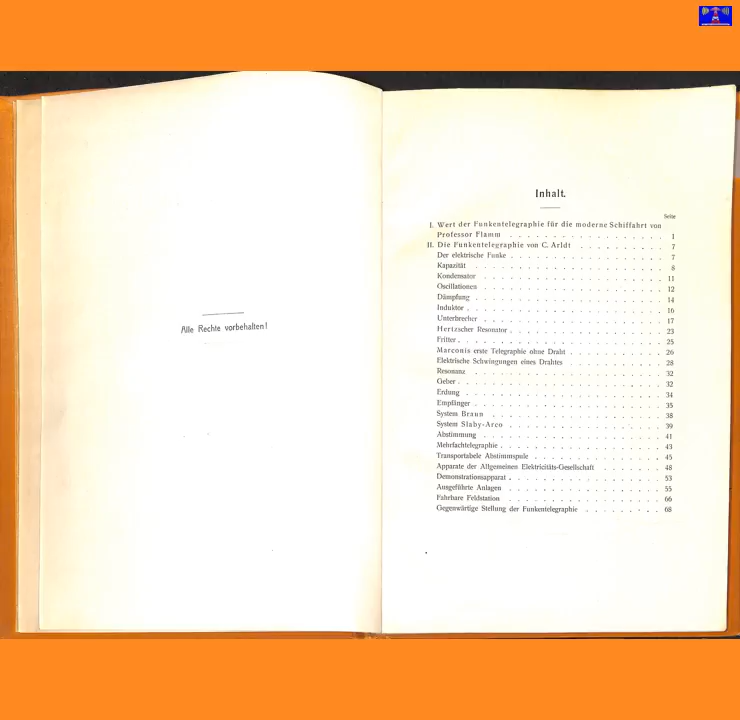 Alle Rechte vorbehalten!
Inhalt.
Seite
I. Wert der Funkentelegraphie für die moderne Schiffahrt von
Professor Flamm . . . . . . . . . . . . . . . . . 1
II. Die Funkentelegraphie von C. Arldt . . . . . . . . . 7
Der elektrische Funke . . . . . . . . . . . . . . . . . 7
Kapazität . . . . . . . . . . . . . . . . . . . . . 8
Kondensator . . . . . . . . . . . . . . . . . . . . 11
Oscillationen . . . . . . . . . . . . . . . . . . . . 12
Dämpfung . . . . . . . . . . . . . . . . . . . . . 14
Induktor . . . . . . . . . . . . . . . . . . . . . . 16
Unterbrecher . . . . . . . . . . . . . . . . . . . . 17
Hertzscher Resonator . . . . . . . . . . . . . . . . . 23
Fritter . . . . . . . . . . . . . . . . . . . . . . . 25
Marconis erste Telegraphie ohne Draht . . . . . . . . . . 26
Elektrische Schwingungen eines Drahtes . . . . . . . . . . 28
Resonanz . . . . . . . . . . . . . . . . . . . . . 32
Geber . . . . . . . . . . . . . . . . . . . . . . . 32
Erdung . . . . . . . . . . . . . . . . . . . . . . 34
Empfänger . . . . . . . . . . . . . . . . . . . . . 35
System Braun . . . . . . . . . . . . . . . . . . . 38
System Slaby-Arco . . . . . . . . . . . . . . . . . 39
Abstimmung . . . . . . . . . . . . . . . . . . . . 41
Mehrfachtelegraphie . . . . . . . . . . . . . . . . . . 43
Transportabele Abstimmspule . . . . . . . . . . . . . . 45
Apparate der Allgemeinen Elektricitäts-Gesellschaft . . . . . . 48
Demonstrationsapparat . . . . . . . . . . . . . . . . . 53
Ausgeführte Anlagen . . . . . . . . . . . . . . . . . 55
Fahrbare Feldstation . . . . . . . . . . . . . . . . . 66
Gegenwärtige Stellung der Funkentelegraphie . . . . . . . . 68